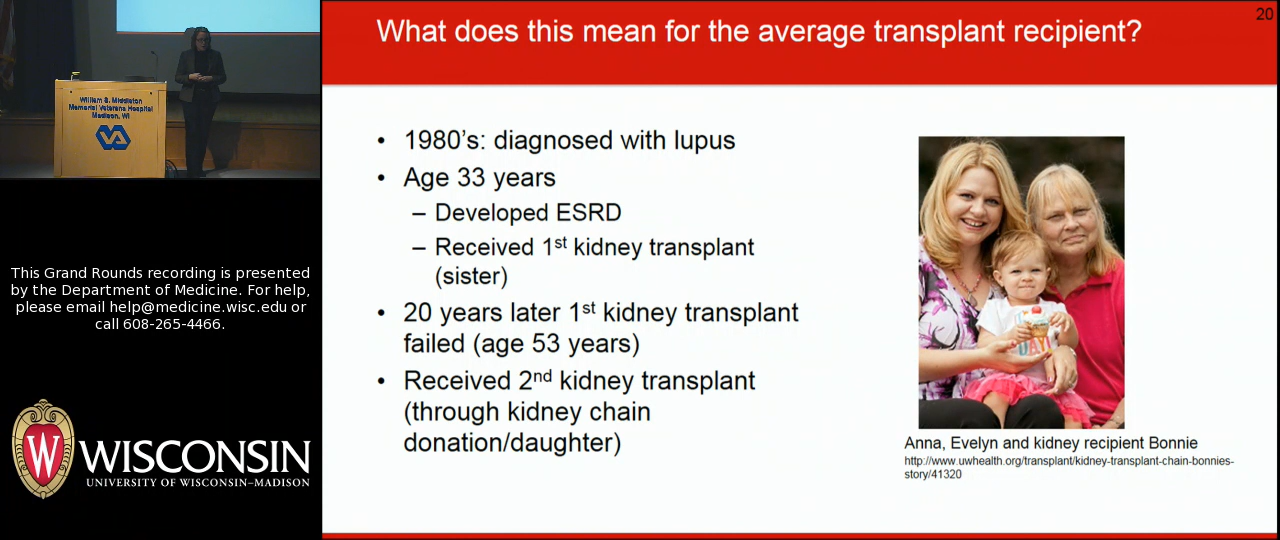 What does this mean for the average transplant recipient?
20
William S. Middleton
Memorial Veterans Hospital
Madison, WI
VA
• 1980's: diagnosed with lupus
• Age 33 years
– Developed ESRD
– Received 1st kidney transplant
(sister)
• 20 years later 1st kidney transplant
failed (age 53 years)
• Received 2nd kidney transplant
(through kidney chain
donation/daughter)
DAY!
Anna, Evelyn and kidney recipient Bonnie
http://www.uwhealth.org/transplant/kidney-transplant-chain-bonnies-
story/41320
This Grand Rounds recording is presented
by the Department of Medicine. For help,
please email help@medicine.wisc.edu or
call 608-265-4466.
W
WISCONSIN
UNIVERSITY OF WISCONSIN–MADISON